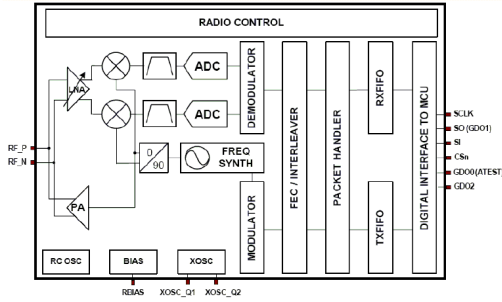 RADIO CONTROL
LNA
ADC
ADC
DEMODULATOR
FEC / INTERLEAVER
PACKET HANDLER
RXFIFO
DIGITAL INTERFACE TO MCU
SCLK
SO (GDO1)
SI
CSn
GDO0 (ATEST)
GDO2
RF_P
RF_N
0
90
FREQ
SYNTH
PA
MODULATOR
TXFIFO
RC OSC
BIAS
XOSC
RBIAS
XOSC_Q1
XOSC_Q2